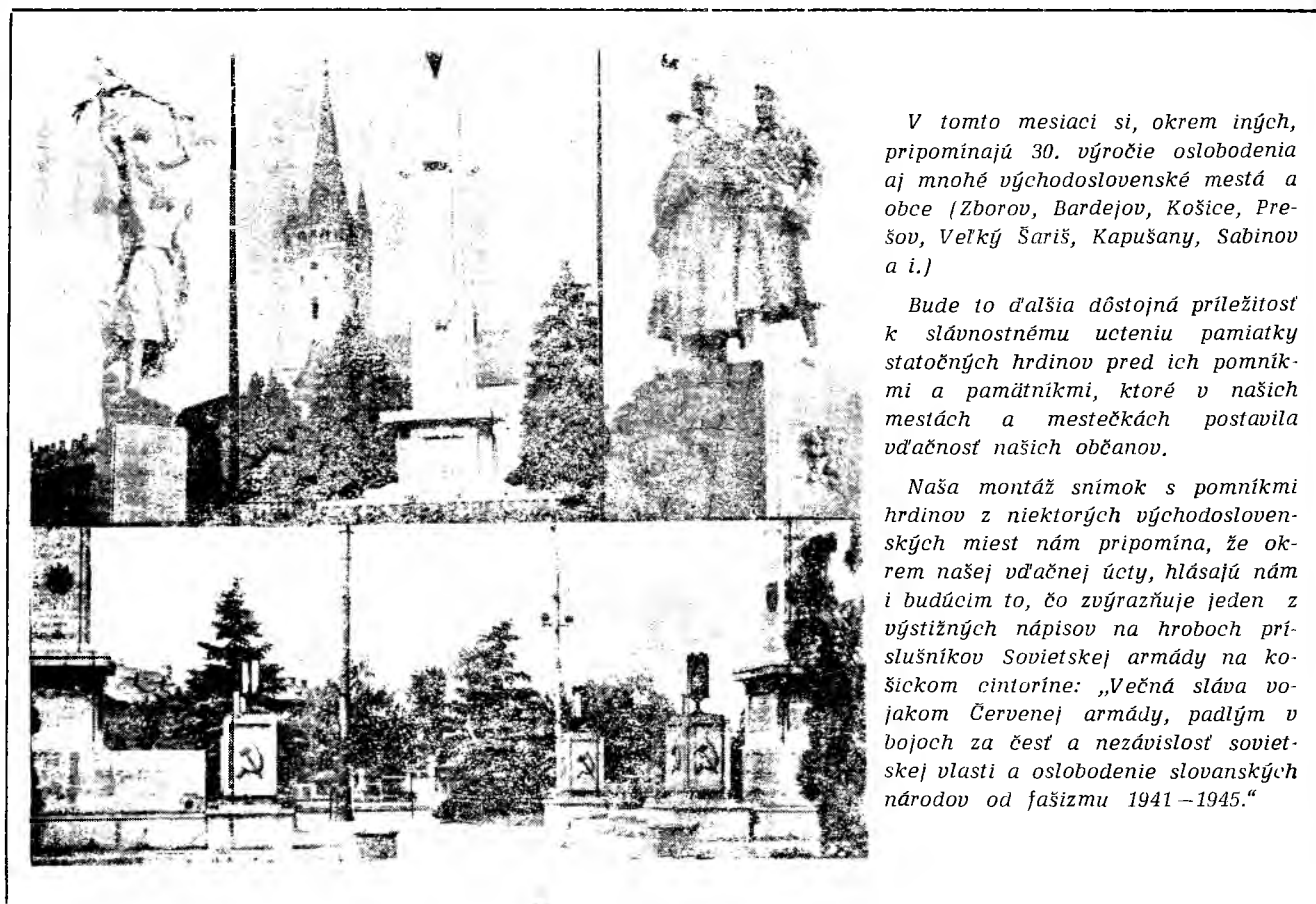 V tomto mesiaci si, okrem iných,
pripomínajú 30. výročie oslobodenia
aj mnohé východoslovenské mestá a
obce (Zborov, Bardejov, Košice, Pre-
šov, Veľký Šariš, Kapušany, Sabinov
a i.)
Bude to ďalšia dôstojná príležitosť
k slávnostnému ucteniu pamiatky
statočných hrdinov pred ich pomník-
mi a pamätníkmi, ktoré v našich
mestách a mestečkách postavila
vďačnosť našich občanov.
Naša montáž snímok s pomníkmi
hrdinov z niektorých východosloven-
ských miest nám pripomína, že ok-
rem našej vďačnej úcty, hlásajú nám
i budúcim to, čo zvýrazňuje jeden z
výstižných nápisov na hroboch prí-
slušníkov Sovietskej armády na ko-
šickom cintoríne: „Večná sláva vo-
jakom Červenej armády, padlým v
bojoch za česť a nezávislosť soviet-
skej vlasti a oslobodenie slovanských
národov od fašizmu 1941–1945.“